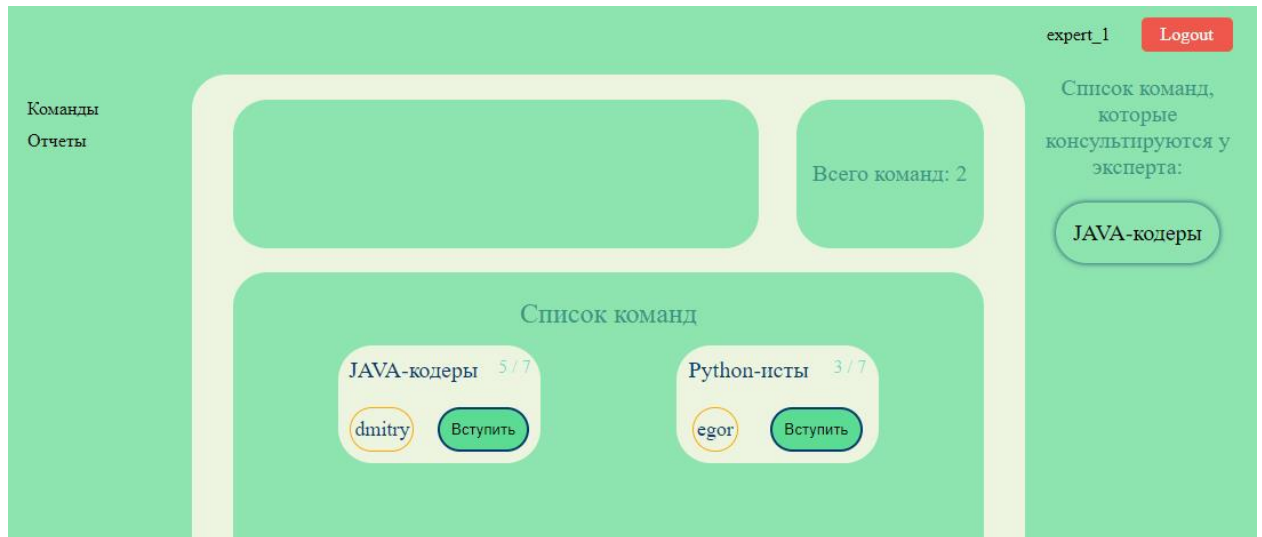 expert_1 Logout
Команды
Отчеты
Всего команд: 2
Список команд,
которые
консультируются у
эксперта:
JAVA-кодеры
Список команд
JAVA-кодеры 5 / 7
dmitry Вступить
Python-исты 3 / 7
egor Вступить